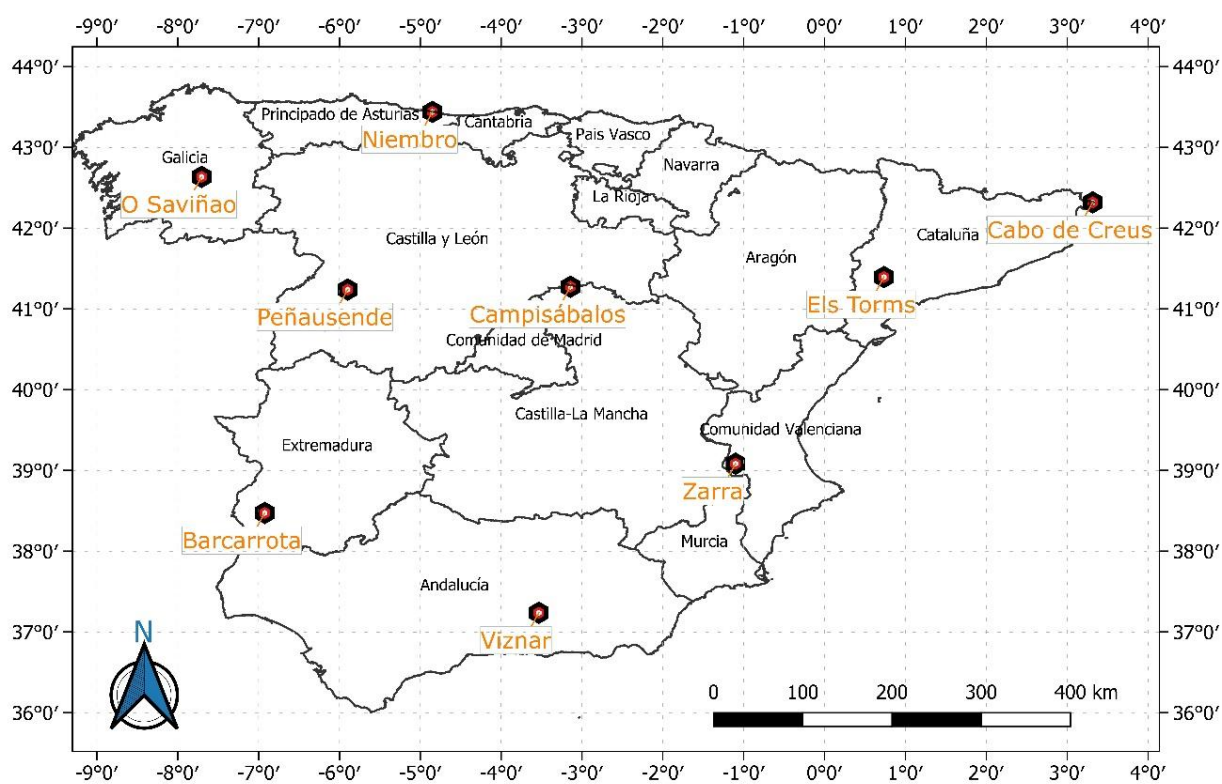 -9°0′ -8°0′ -7°0′ -6°0′ -5°0′ -4°0′ -3°0′ -2°0′ -1°0′ 0°0′ 1°0′ 2°0′ 3°0′ 4°0′
44°0′ 44°0′
Principado de Asturias
Cantabria
Niembro
Pais Vasco
43°0′ 43°0′
Galicia
Navarra
O Saviñao
La Rioja
42°0′ 42°0′
Castilla y León
Cataluña
Cabo de Creus
Aragón
Peñausende
Campisábalos
Els Torms
41°0′ 41°0′
Comunidad de Madrid
40°0′ 40°0′
Castilla-La Mancha
Comunidad Valenciana
Extremadura
39°0′ 39°0′
Zarra
Barcarrota
38°0′ 38°0′
Murcia
Andalucía
37°0′ 37°0′
Viznar
N
0 100 200 300 400 km
36°0′ 36°0′
-9°0′ -8°0′ -7°0′ -6°0′ -5°0′ -4°0′ -3°0′ -2°0′ -1°0′ 0°0′ 1°0′ 2°0′ 3°0′ 4°0′